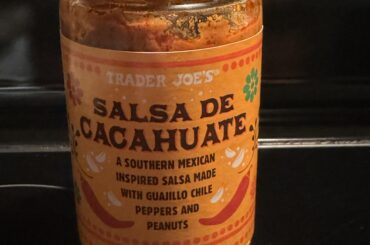 TRADER JOE'S®
SALSA DE
CACAHUATE
A SOUTHERN MEXICAN
INSPIRED SALSA MADE
WITH GUAJILLO CHILE
PEPPERS AND
PEANUTS